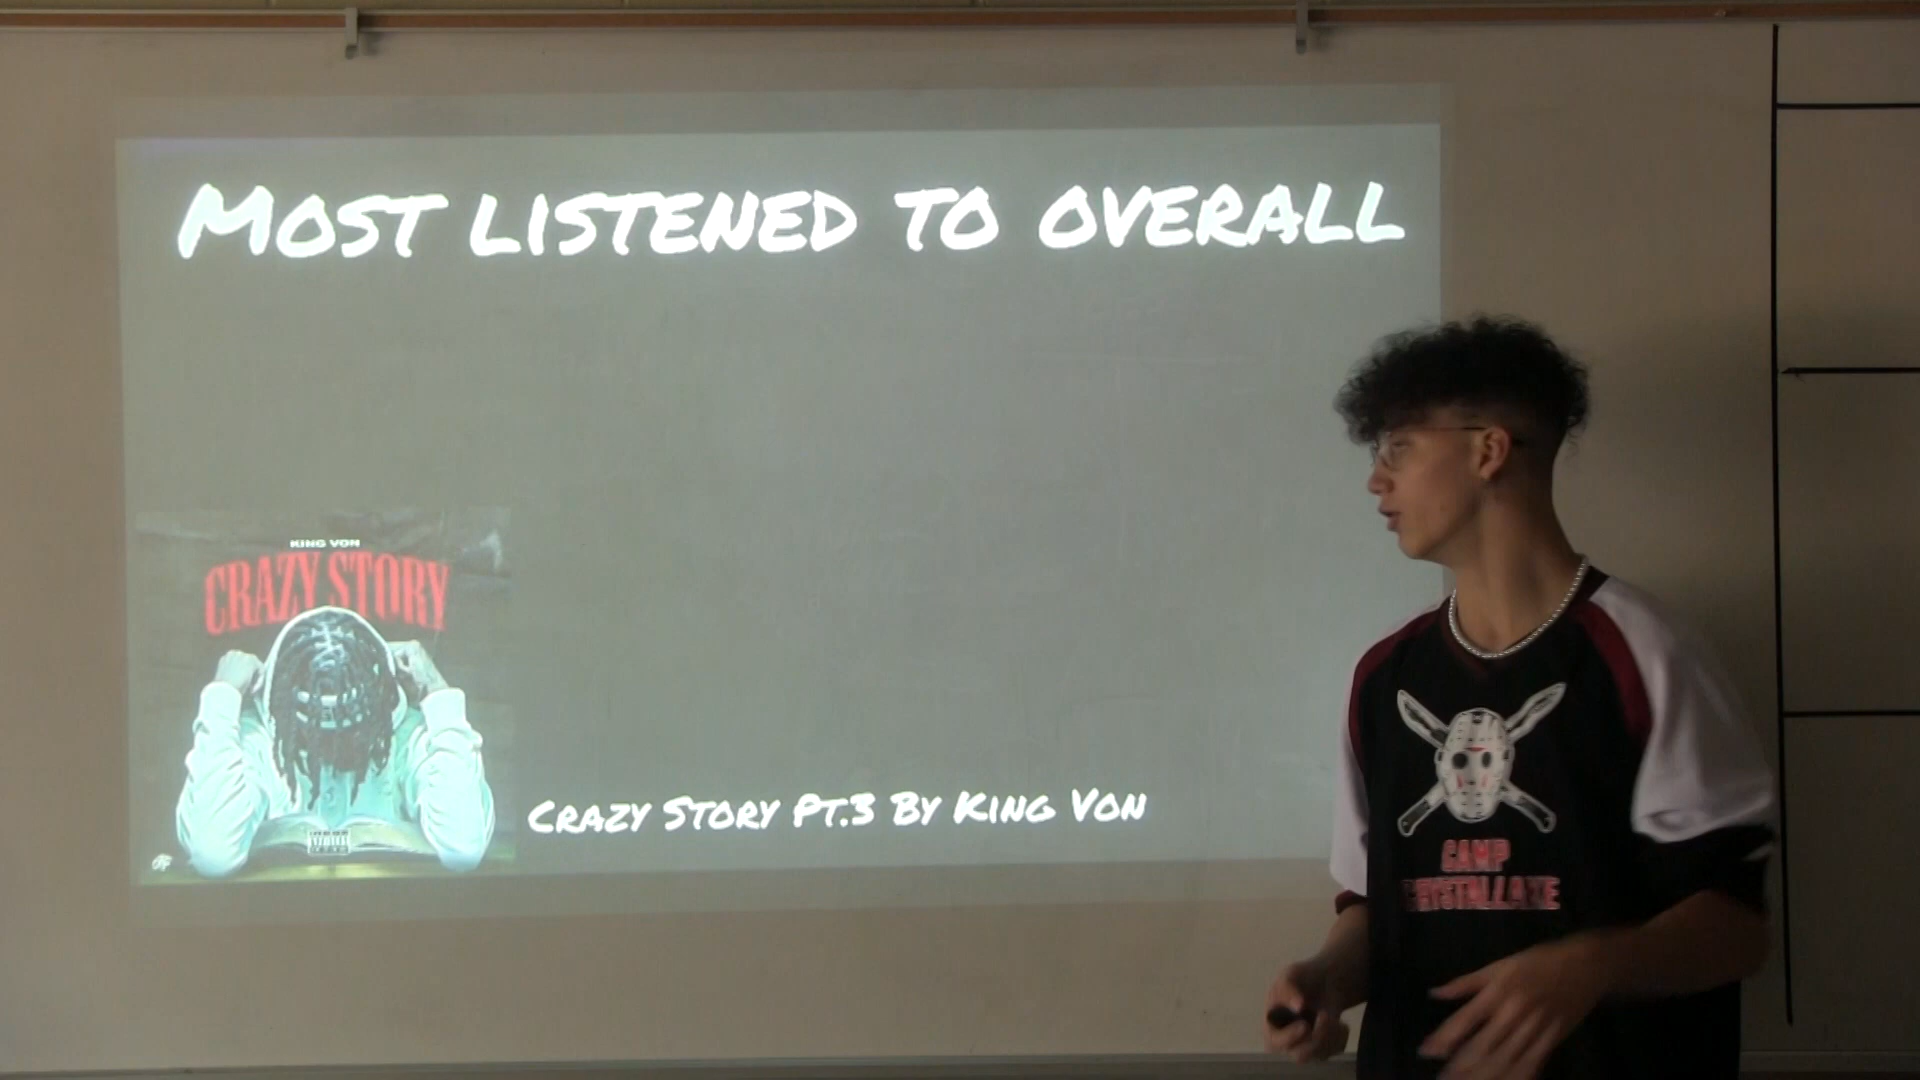 Most listened to overall
KING VON
CRAZY STORY
Crazy Story Pt.3 By King Von
CAMP
CRYSTAL LAKE